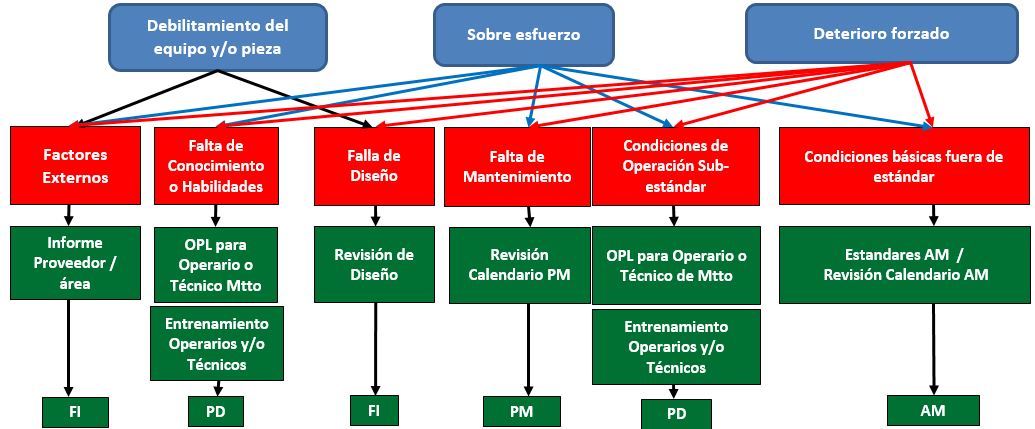 Debilitamiento del
equipo y/o pieza
Sobre esfuerzo
Deterioro forzado
Factores
Externos
Falta de
Conocimiento
o Habilidades
Falla de
Diseño
Falta de
Mantenimiento
Condiciones de
Operación Sub-
estándar
Condiciones básicas fuera de
estándar
Informe
Proveedor /
área
OPL para
Operario o
Técnico Mtto
Revisión de
Diseño
Revisión
Calendario PM
OPL para Operario o
Técnico de Mtto
Estandares AM /
Revisión Calendario AM
Entrenamiento
Operarios y/o
Técnicos
Entrenamiento
Operarios y/o
Técnicos
FI
PD
FI
PM
PD
AM